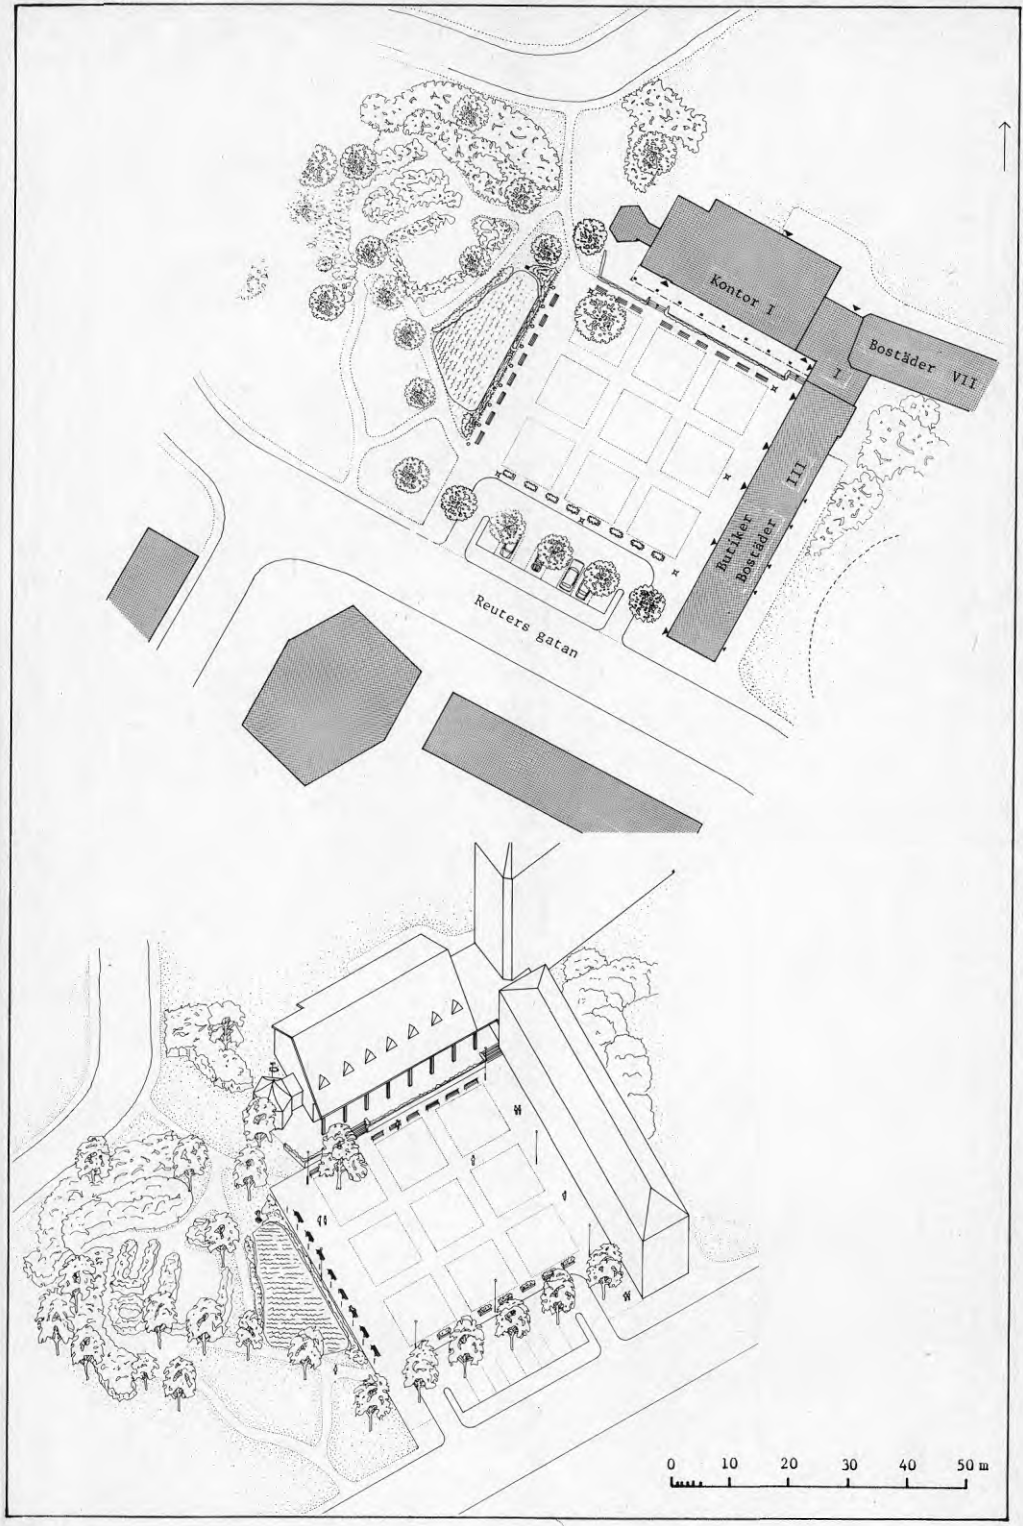 Kontor I
Bostäder VII
I
III
Butiker
Bostäder
Reuters gatan
0 10 20 30 40 50 m